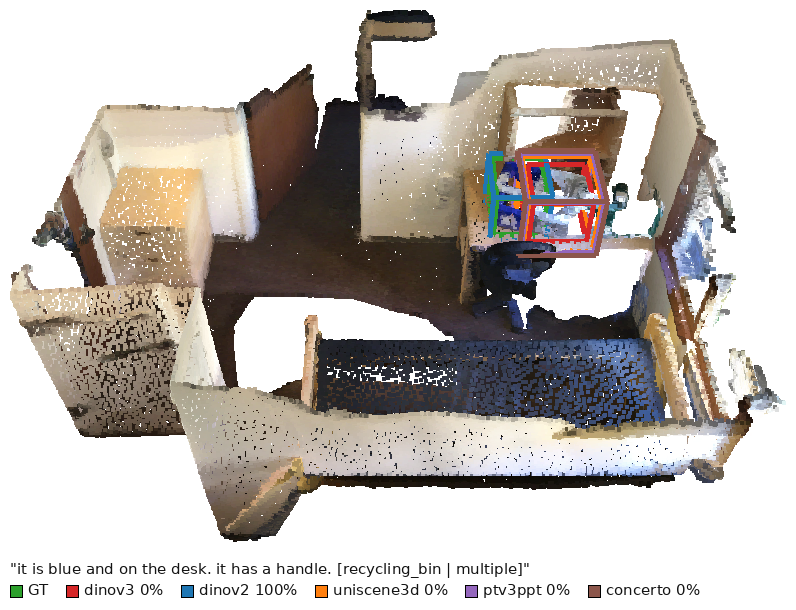 "it is blue and on the desk. it has a handle. [recycling_bin | multiple]"
GT dinov3 0% dinov2 100% uniscene3d 0% ptv3ppt 0% concerto 0%